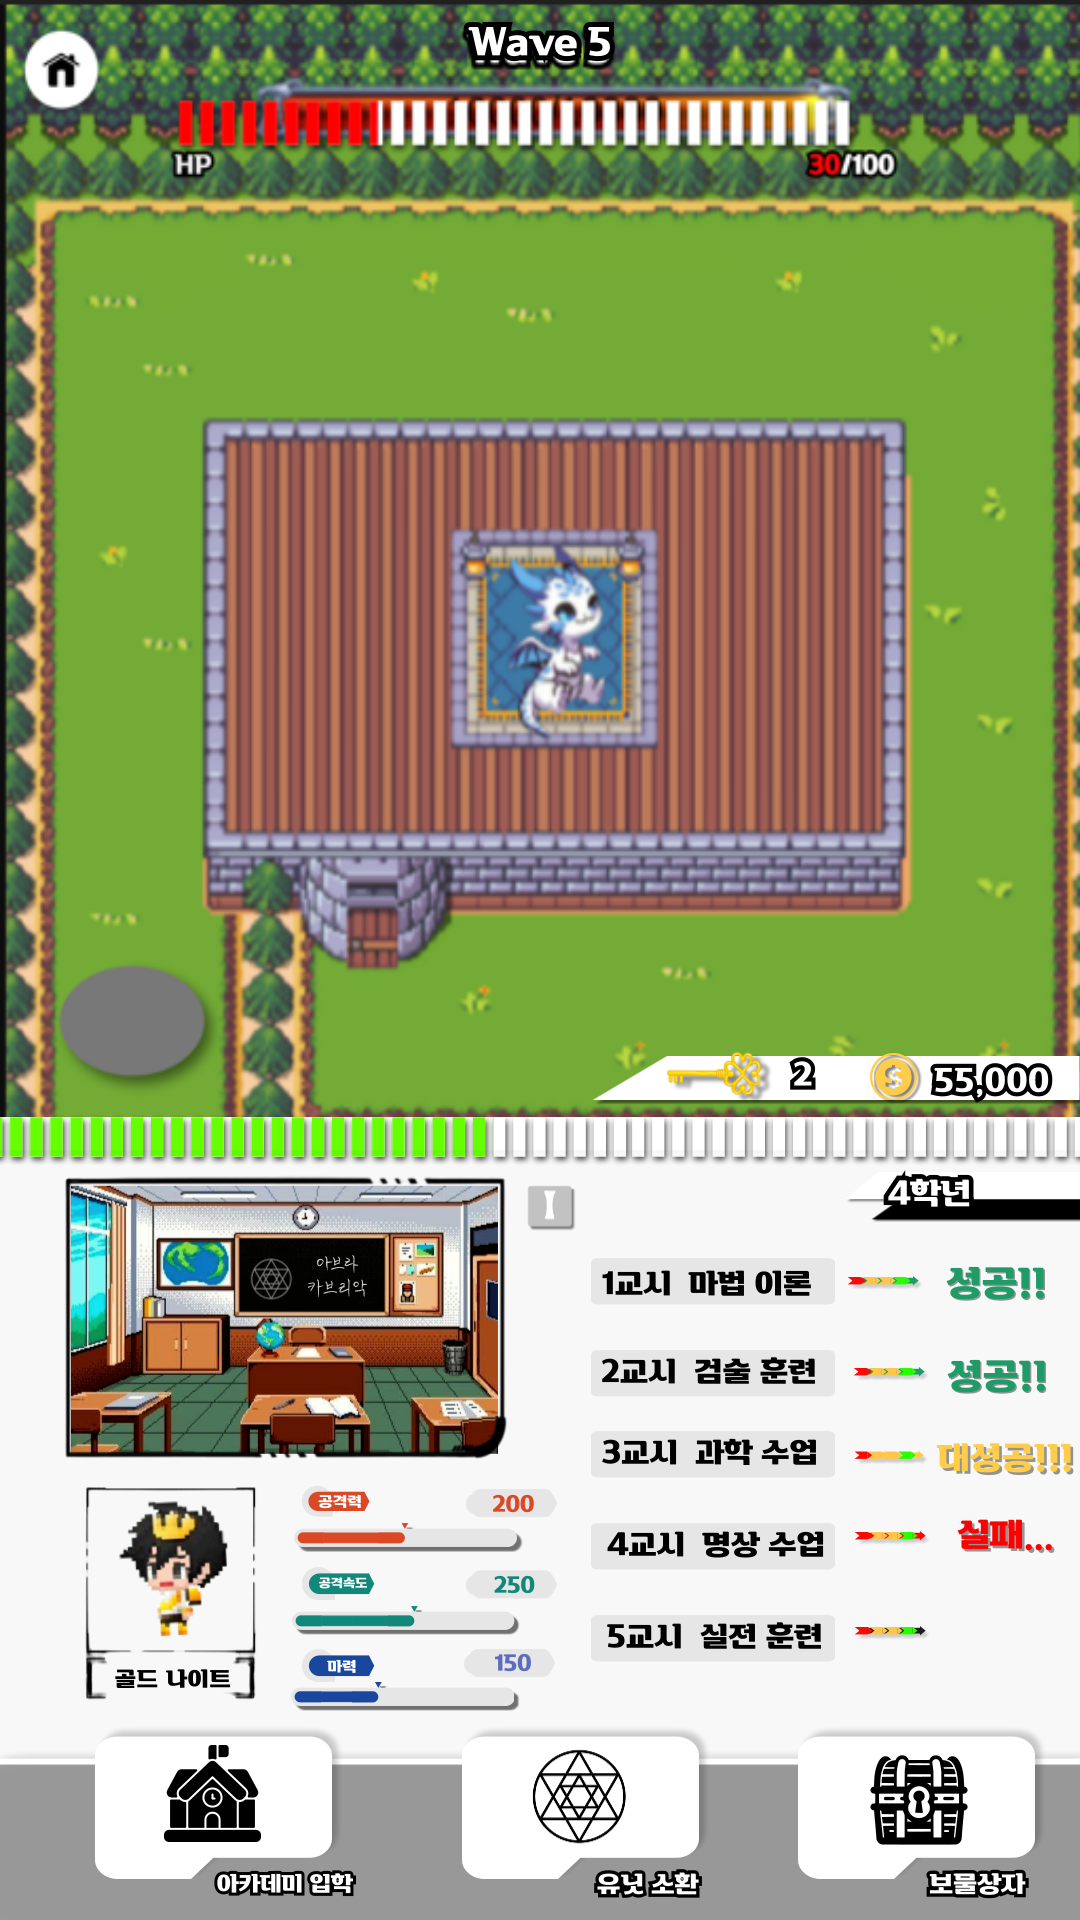 Wave 5
HP
30/100
2
55,000
4학년
아브라
카브리악
1교시 마법 이론
성공!!
2교시 검술 훈련
성공!!
3교시 과학 수업
대성공!!!
4교시 명상 수업
실패...
5교시 실전 훈련
공격력
200
공격속도
250
마력
150
골드 나이트
아카데미 입학
유닛 소환
보물상자